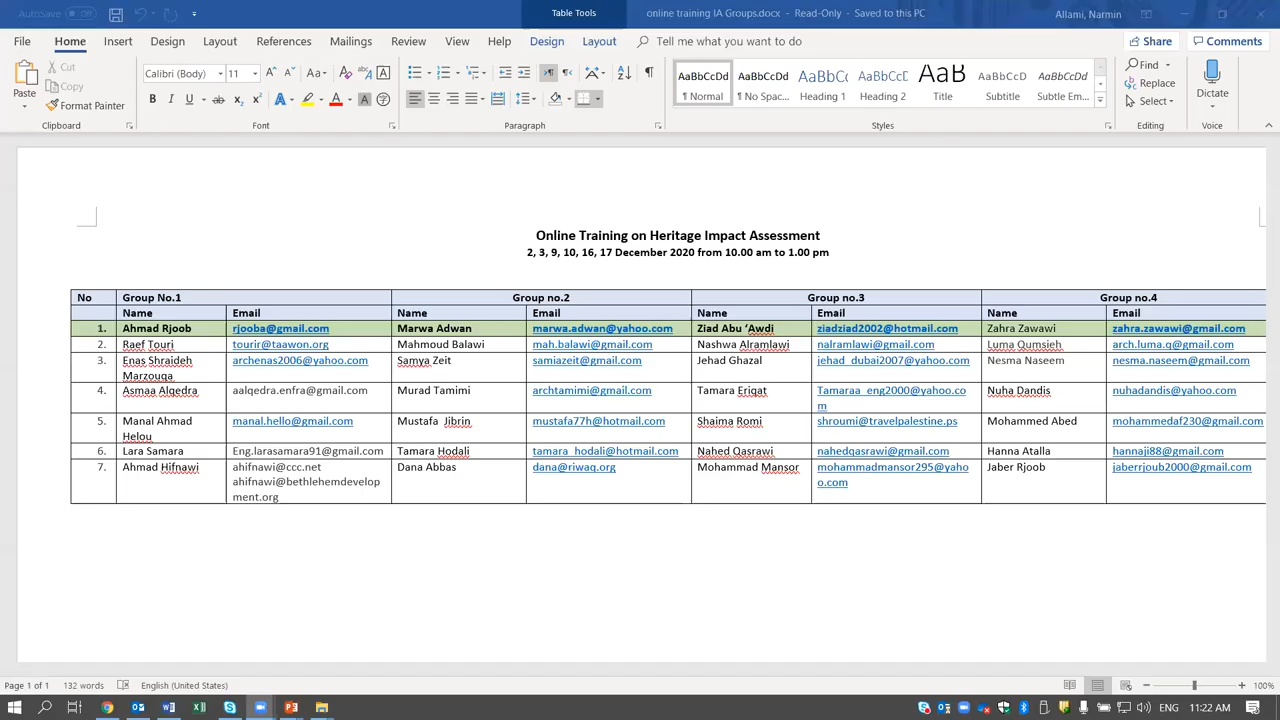 AutoSave Off
Table Tools
online training IA Groups.docx - Read-Only - Saved to this PC
Allami, Narmin
File Home Insert Design Layout References Mailings Review View Help Design Layout Tell me what you want to do Share Comments
Paste Cut Copy Format Painter
Calibri (Body) 11
AaBbCcDd AaBbCcDd AaBbC AaBbCcD AaB AaBbCcD AaBbCcDd
¶ Normal ¶ No Spac... Heading 1 Heading 2 Title Subtitle Subtle Em...
Find Replace Select Dictate
Clipboard Font Paragraph Styles Editing Voice
Online Training on Heritage Impact Assessment
2, 3, 9, 10, 16, 17 December 2020 from 10.00 am to 1.00 pm
No Group No.1 Group no.2 Group no.3 Group no.4
Name Email Name Email Name Email Name Email
1. Ahmad Rjoob rjooba@gmail.com Marwa Adwan marwa.adwan@yahoo.com Ziad Abu ‘Awdi ziadziad2002@hotmail.com Zahra Zawawi zahra.zawawi@gmail.com
2. Raef Touri tourir@taawon.org Mahmoud Balawi mah.balawi@gmail.com Nashwa Alramlawi nalramlawi@gmail.com Luma Qumsieh arch.luma.q@gmail.com
3. Enas Shraideh archenas2006@yahoo.com Samya Zeit samiazeit@gmail.com Jehad Ghazal jehad_dubai2007@yahoo.com Nesma Naseem nesma.naseem@gmail.com
Marzouqa
4. Asmaa Alqedra aalqedra.enfra@gmail.com Murad Tamimi archtamimi@gmail.com Tamara Eriqat Tamaraa_eng2000@yahoo.co Nuha Dandis nuhadandis@yahoo.com
m
5. Manal Ahmad manal.hello@gmail.com Mustafa Jibrin mustafa77h@hotmail.com Shaima Romi shroumi@travelpalestine.ps Mohammed Abed mohammedaf230@gmail.com
Helou
6. Lara Samara Eng.larasamara91@gmail.com Tamara Hodali tamara_hodali@hotmail.com Nahed Qasrawi nahedqasrawi@gmail.com Hanna Atalla hannaji88@gmail.com
7. Ahmad Hifnawi ahifnawi@ccc.net Dana Abbas dana@riwaq.org Mohammad Mansor mohammadmansor295@yaho Jaber Rjoob jaberrjoub2000@gmail.com
ahifnawi@bethlehemdevelop o.com
ment.org
Page 1 of 1 132 words English (United States) 100%
ENG 11:22 AM